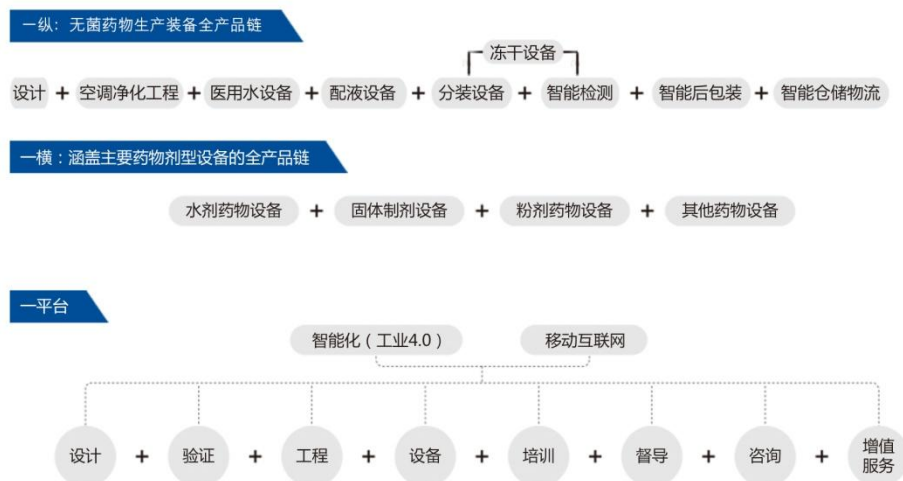 一纵：无菌药物生产装备全产品链
冻干设备
设计 + 空调净化工程 + 医用水设备 + 配液设备 + 分装设备 + 智能检测 + 智能后包装 + 智能仓储物流
一横：涵盖主要药物剂型设备的全产品链
水剂药物设备 + 固体制剂设备 + 粉剂药物设备 + 其他药物设备
一平台
智能化（工业4.0） 移动互联网
设计 + 验证 + 工程 + 设备 + 培训 + 督导 + 咨询 + 增值
服务